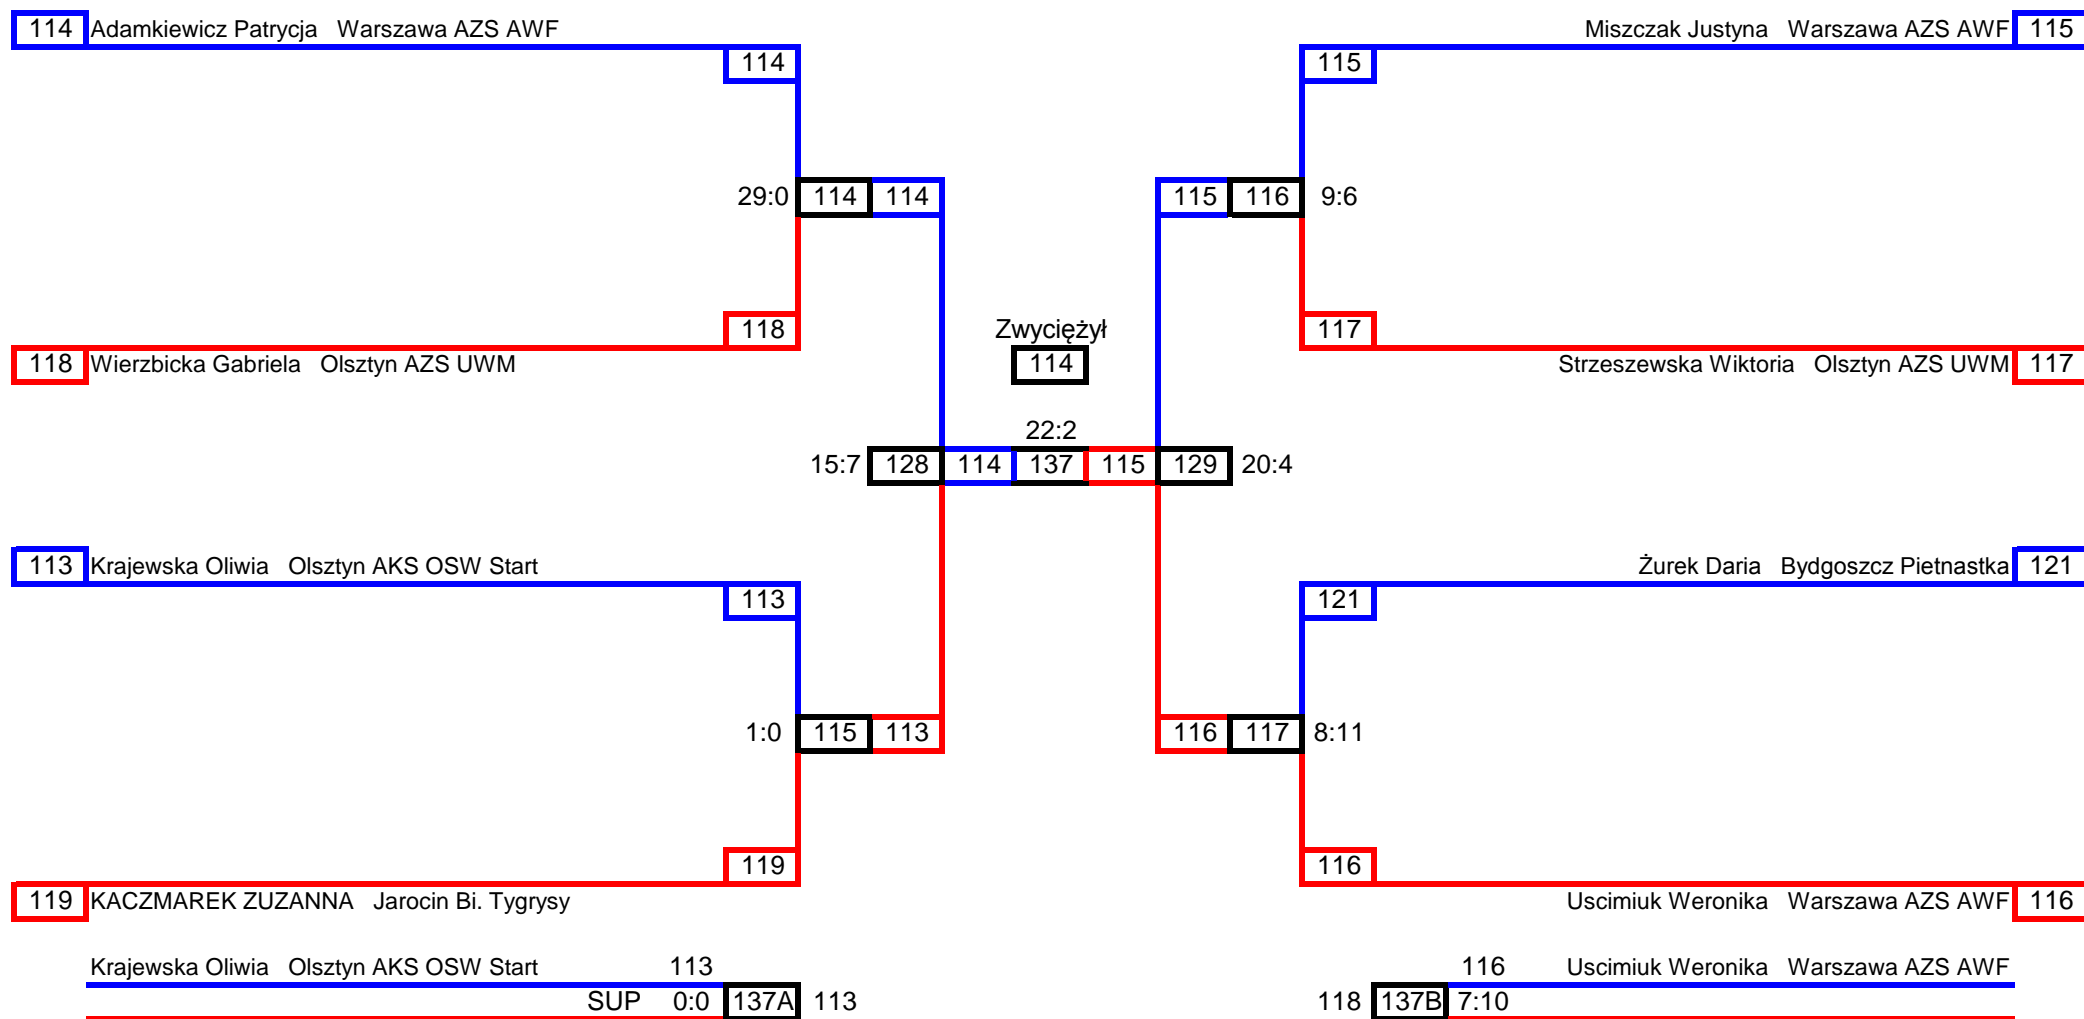 114 Adamkiewicz Patrycja Warszawa AZS AWF Miszczak Justyna Warszawa AZS AWF 115
114 115
29:0 114 114 115 116 9:6
118 Zwyciężył 117
118 Wierzbicka Gabriela Olsztyn AZS UWM 114 Strzeszewska Wiktoria Olsztyn AZS UWM 117
22:2
15:7 128 114 137 115 129 20:4
113 Krajewska Oliwia Olsztyn AKS OSW Start Żurek Daria Bydgoszcz Pietnastka 121
113 121
1:0 115 113 116 117 8:11
119 116
119 KACZMAREK ZUZANNA Jarocin Bi. Tygrysy Uscimiuk Weronika Warszawa AZS AWF 116
Krajewska Oliwia Olsztyn AKS OSW Start 113 116 Uscimiuk Weronika Warszawa AZS AWF
SUP 0:0 137A 113 118 137B 7:10